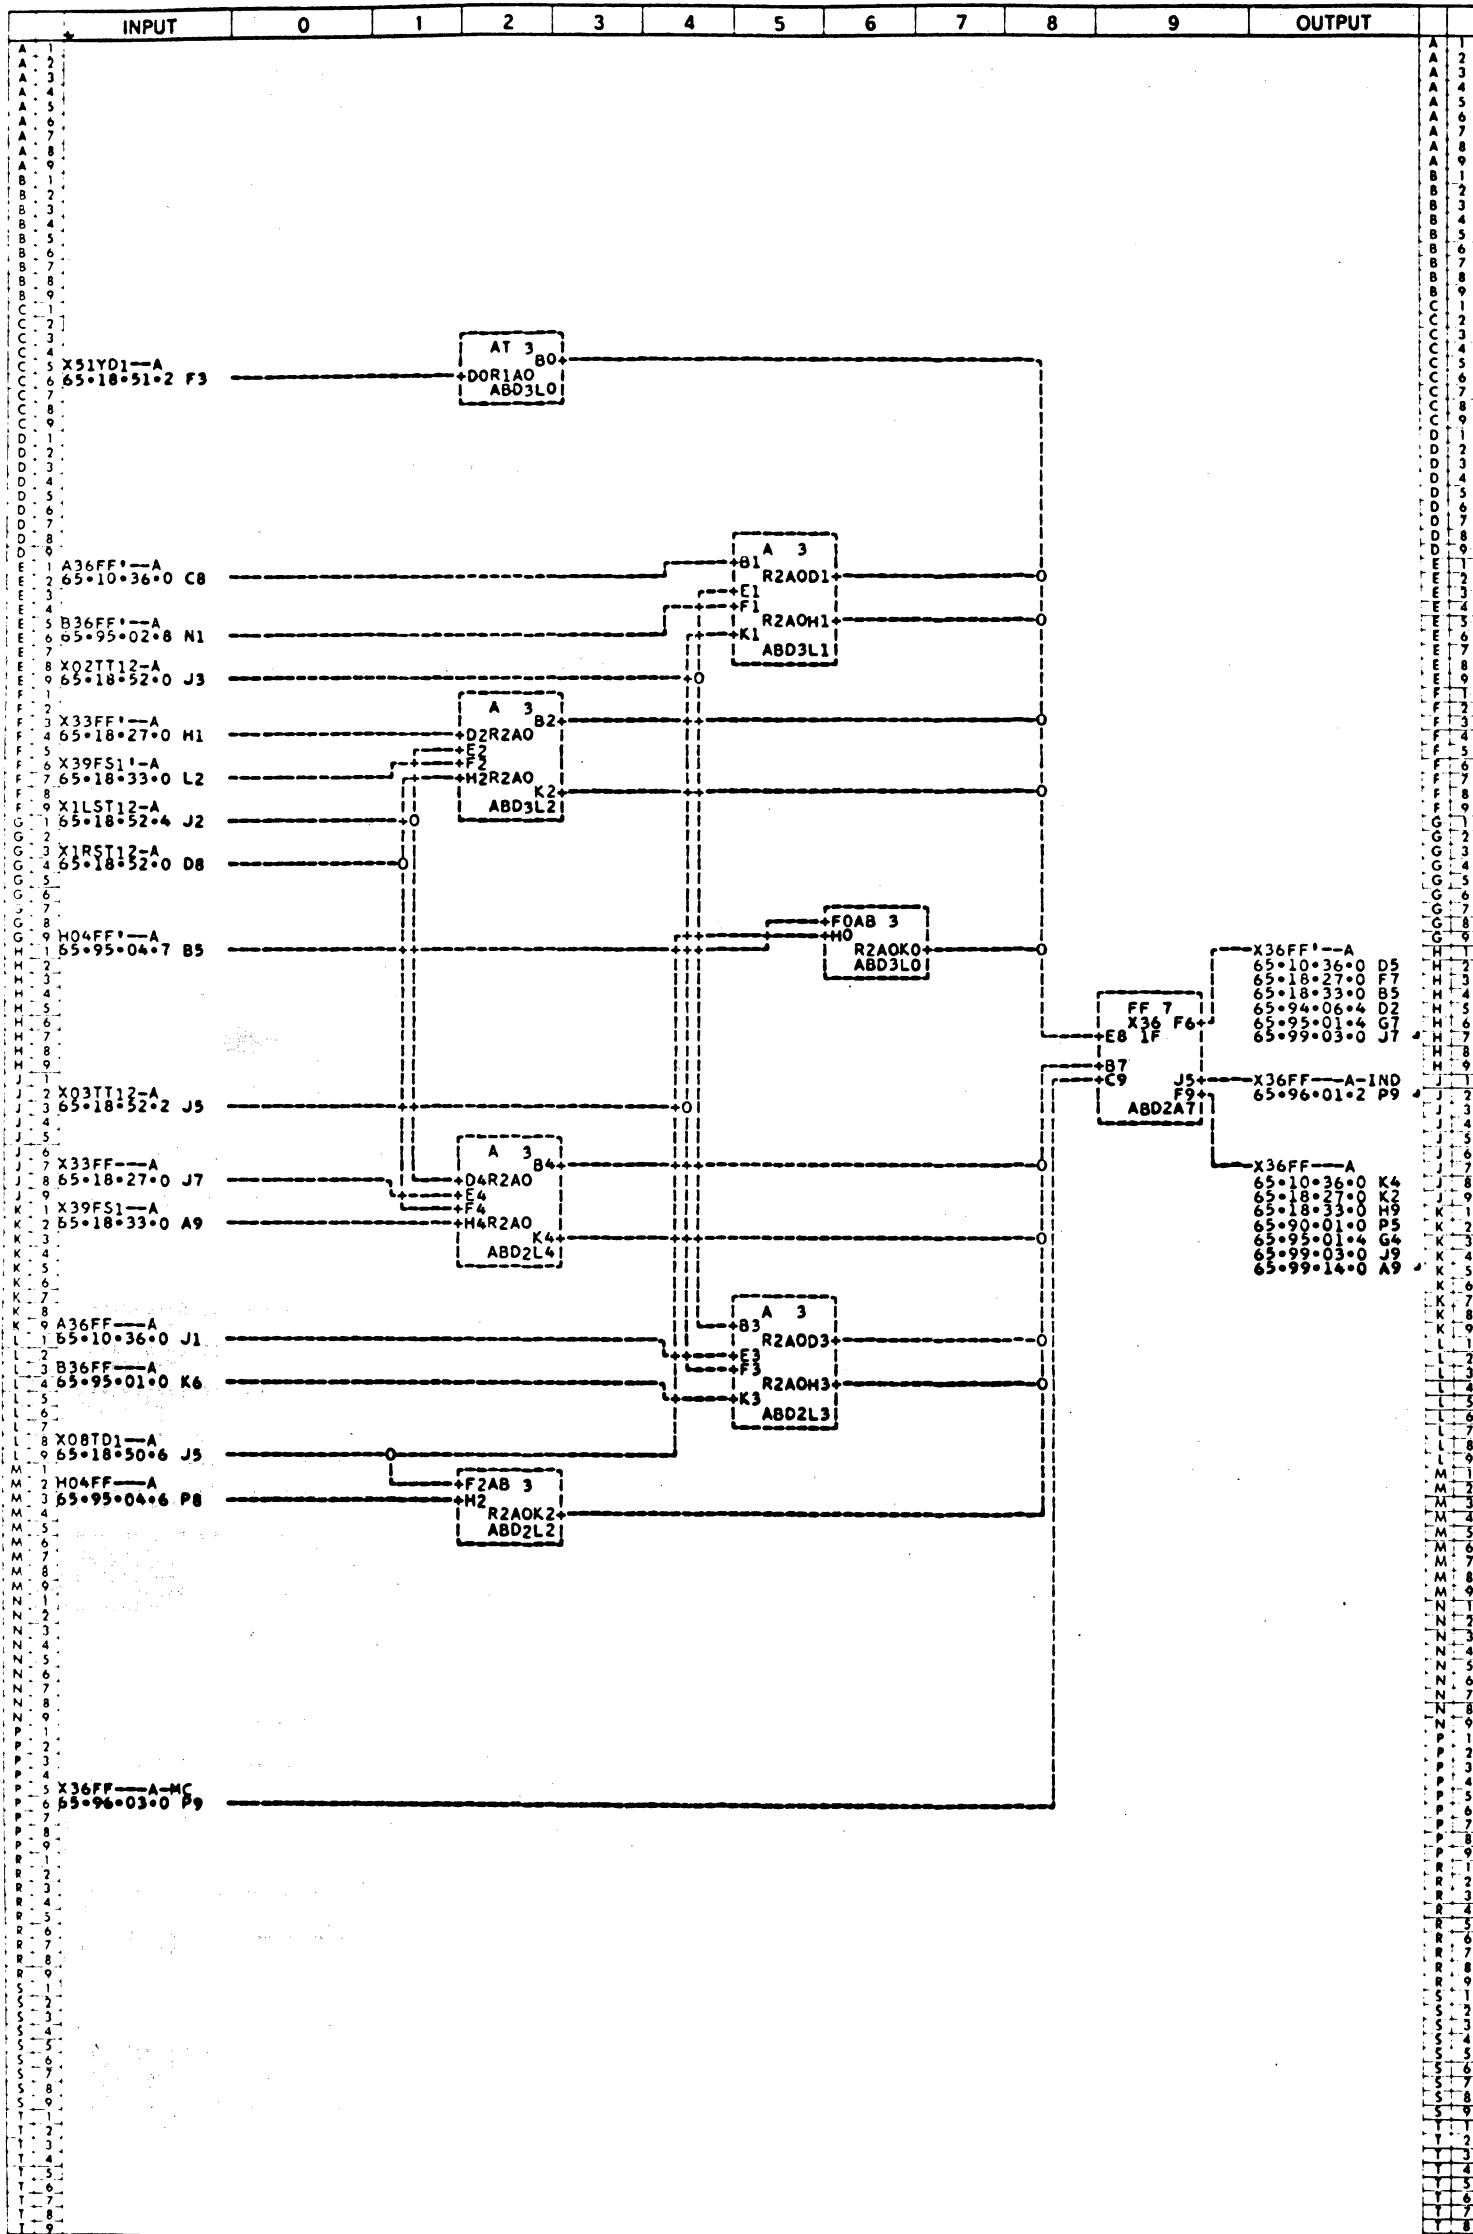 INPUT 0 1 2 3 4 5 6 7 8 9 OUTPUT
X51YD1--A
65•18•51•2 F3
AT 3
B0
D0R1A0
ABD3L0
A36FF'--A
65•10•36•0 C8
B36FF'--A
65•95•02•8 N1
X02TT12-A
65•18•52•0 J3
A 3
B1
R2A0D1
E1
F1
R2A0H1
K1
ABD3L1
X33FF'--A
65•18•27•0 H1
X39FS1'-A
65•18•33•0 L2
X1LST12-A
65•18•52•4 J2
X1RST12-A
65•18•52•0 D8
A 3
B2
D2R2A0
E2
F2
H2R2A0
K2
ABD3L2
H04FF'--A
65•95•04•7 B5
F0AB 3
H0
R2A0K0
ABD3L0
FF 7
X36 F6
E8 1F
B7
C9 J5
F9
ABD2A7
X36FF'--A
65•10•36•0 D5
65•18•27•0 F7
65•18•33•0 B5
65•94•06•4 D2
65•95•01•4 G7
65•99•03•0 J7
X36FF---A-IND
65•96•01•2 P9
X36FF---A
65•10•36•0 K4
65•18•27•0 K2
65•18•33•0 H9
65•90•01•0 P5
65•95•01•4 G4
65•99•03•0 J9
65•99•14•0 A9
X03TT12-A
65•18•52•2 J5
X33FF---A
65•18•27•0 J7
X39FS1--A
65•18•33•0 A9
A 3
B4
D4R2A0
E4
F4
H4R2A0
K4
ABD2L4
A36FF---A
65•10•36•0 J1
B36FF---A
65•95•01•0 K6
A 3
B3
R2A0D3
E3
F3
R2A0H3
K3
ABD2L3
X08TD1--A
65•18•50•6 J5
H04FF---A
65•95•04•6 P8
F2AB 3
H2
R2A0K2
ABD2L2
X36FF---A-MC
65•96•03•0 P9